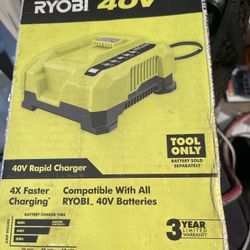 RYOBI 40V
TOOL
ONLY
BATTERY SOLD
SEPARATELY
40V Rapid Charger
4X Faster
Charging
Compatible With All
RYOBI 40V Batteries
BATTERY CHARGE TIME
3 YEAR
LIMITED
WARRANTY